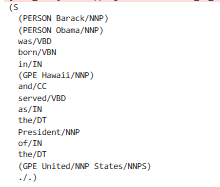 (S
  (PERSON Barack/NNP)
  (PERSON Obama/NNP)
  was/VBD
  born/VBN
  in/IN
  (GPE Hawaii/NNP)
  and/CC
  served/VBD
  as/IN
  the/DT
  President/NNP
  of/IN
  the/DT
  (GPE United/NNP States/NNPS)
  ./.)